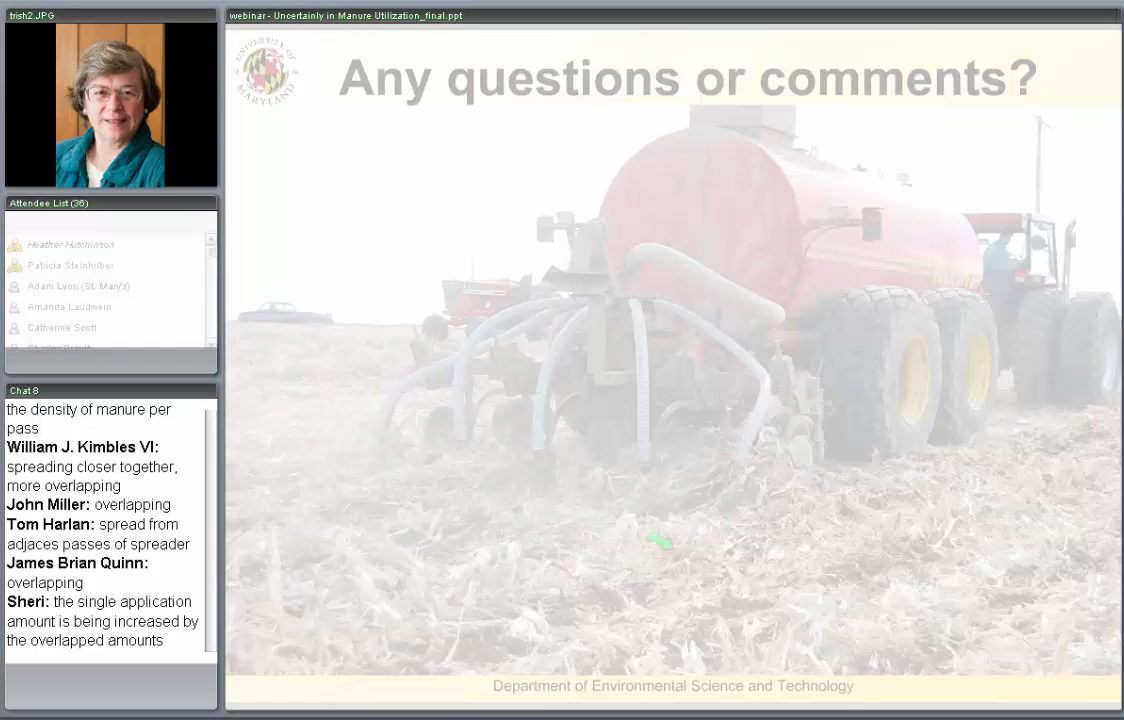 trish2.JPG
Attendee List (36)
Heather Hutchinson
Patricia Steinhilber
Adam Lyon (St. Mary's)
Amanda Laudwein
Catherine Scott
Chat 8
the density of manure per
pass
William J. Kimbles VI:
spreading closer together,
more overlapping
John Miller: overlapping
Tom Harlan: spread from
adjaces passes of spreader
James Brian Quinn:
overlapping
Sheri: the single application
amount is being increased by
the overlapped amounts
webinar - Uncertainly in Manure Utilization_final.ppt
UNIVERSITY OF
MARYLAND
Any questions or comments?
Department of Environmental Science and Technology